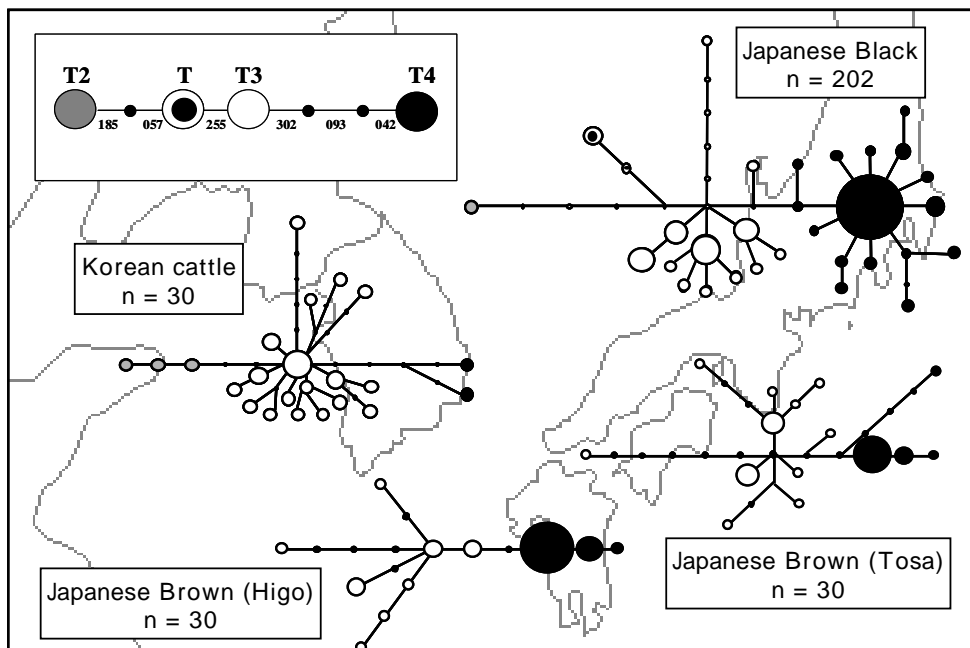 T2 T T3 T4
185 057 255 302 093 042
Japanese Black
n = 202
Korean cattle
n = 30
Japanese Brown (Higo)
n = 30
Japanese Brown (Tosa)
n = 30